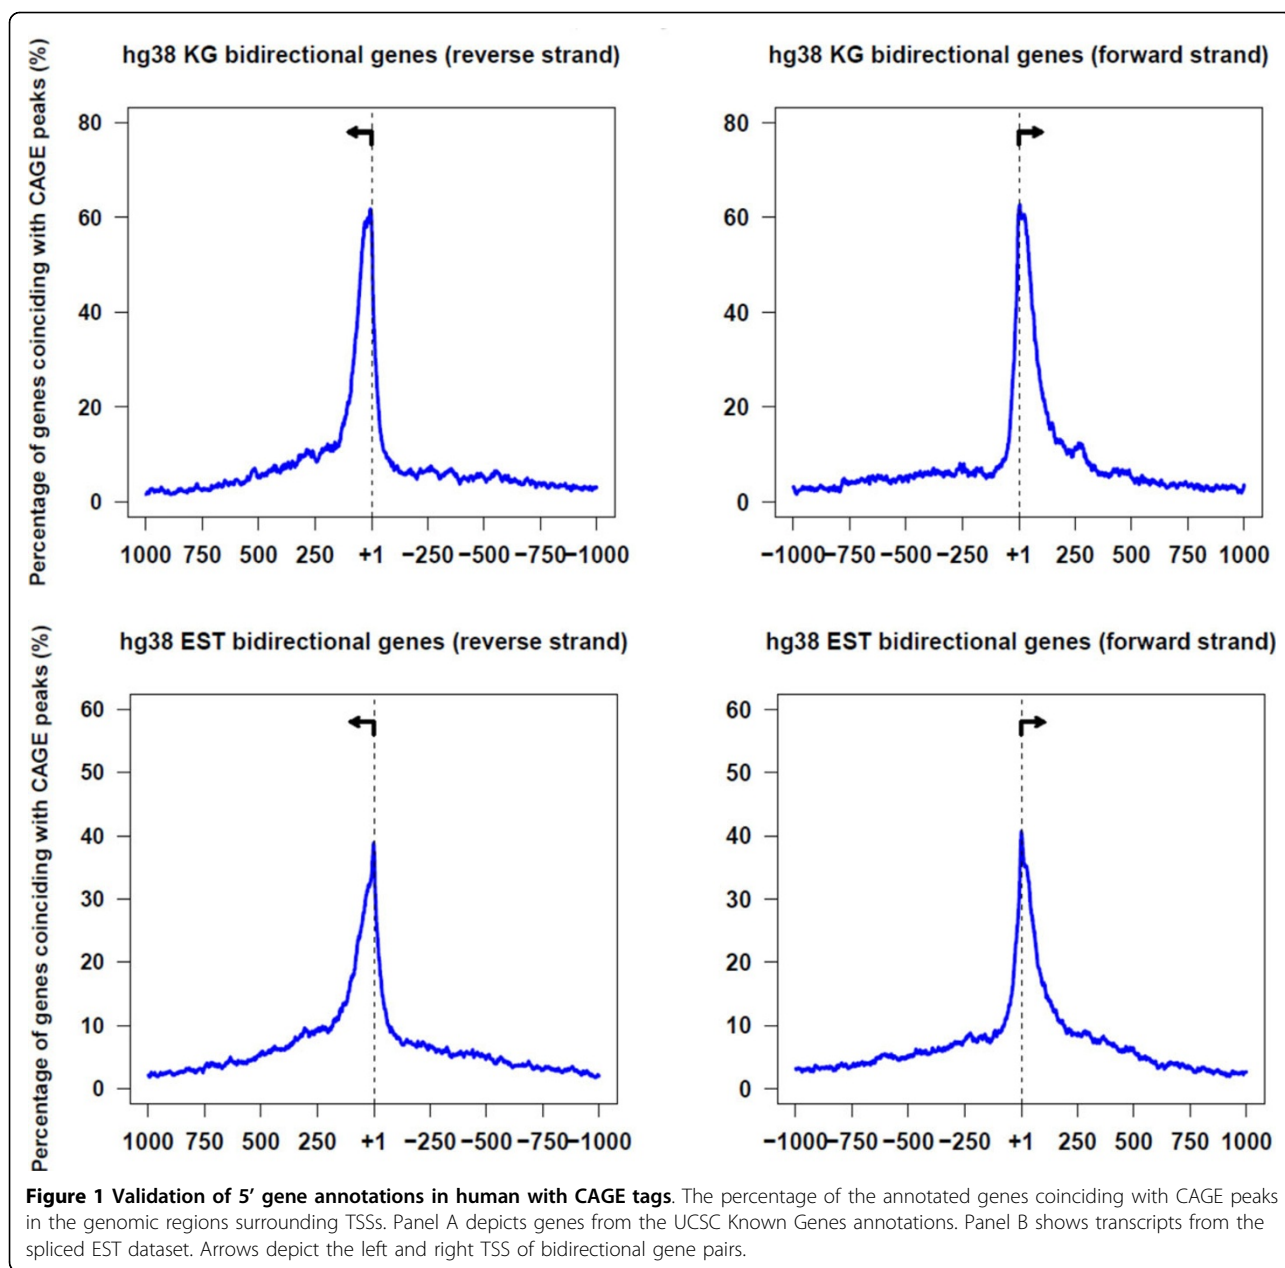 hg38 KG bidirectional genes (reverse strand)
hg38 KG bidirectional genes (forward strand)
Percentage of genes coinciding with CAGE peaks (%)
80
60
40
20
0
1000 750 500 250 +1 −250 −500 −750 −1000
80
60
40
20
0
−1000 −750 −500 −250 +1 250 500 750 1000
hg38 EST bidirectional genes (reverse strand)
hg38 EST bidirectional genes (forward strand)
Percentage of genes coinciding with CAGE peaks (%)
60
50
40
30
20
10
0
1000 750 500 250 +1 −250 −500 −750 −1000
60
50
40
30
20
10
0
−1000 −750 −500 −250 +1 250 500 750 1000
Figure 1 Validation of 5′ gene annotations in human with CAGE tags. The percentage of the annotated genes coinciding with CAGE peaks
in the genomic regions surrounding TSSs. Panel A depicts genes from the UCSC Known Genes annotations. Panel B shows transcripts from the
spliced EST dataset. Arrows depict the left and right TSS of bidirectional gene pairs.